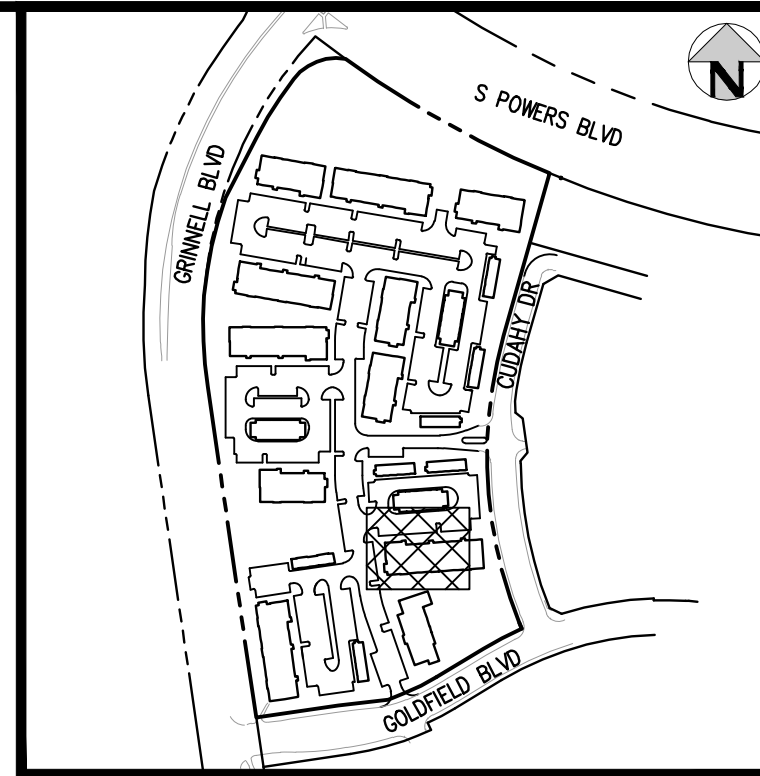 N
S POWERS BLVD
GRINNELL BLVD
CUDAHY DR
GOLDFIELD BLVD